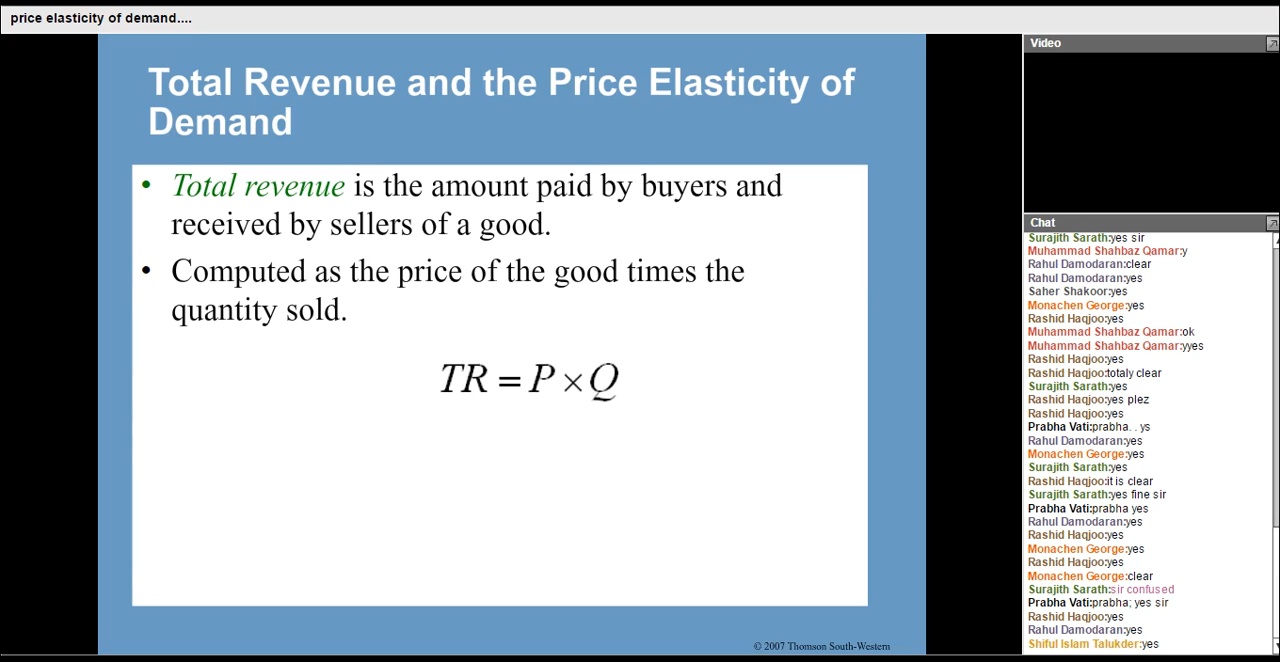 price elasticity of demand....
Total Revenue and the Price Elasticity of
Demand
• Total revenue is the amount paid by buyers and
received by sellers of a good.
• Computed as the price of the good times the
quantity sold.
TR = P × Q
© 2007 Thomson South-Western
Video
Chat
Surajith Sarath:yes sir
Muhammad Shahbaz Qamar:y
Rahul Damodaran:clear
Rahul Damodaran:yes
Saher Shakoor:yes
Monachen George:yes
Rashid Haqjoo:yes
Muhammad Shahbaz Qamar:ok
Muhammad Shahbaz Qamar:yyes
Rashid Haqjoo:yes
Rashid Haqjoo:totaly clear
Surajith Sarath:yes
Rashid Haqjoo:yes plez
Rashid Haqjoo:yes
Prabha Vati:prabha. . ys
Rahul Damodaran:yes
Monachen George:yes
Surajith Sarath:yes
Rashid Haqjoo:it is clear
Surajith Sarath:yes fine sir
Prabha Vati:prabha yes
Rahul Damodaran:yes
Rashid Haqjoo:yes
Monachen George:yes
Rashid Haqjoo:yes
Monachen George:clear
Surajith Sarath:sir confused
Prabha Vati:prabha; yes sir
Rashid Haqjoo:yes
Rahul Damodaran:yes
Shiful Islam Talukder:yes